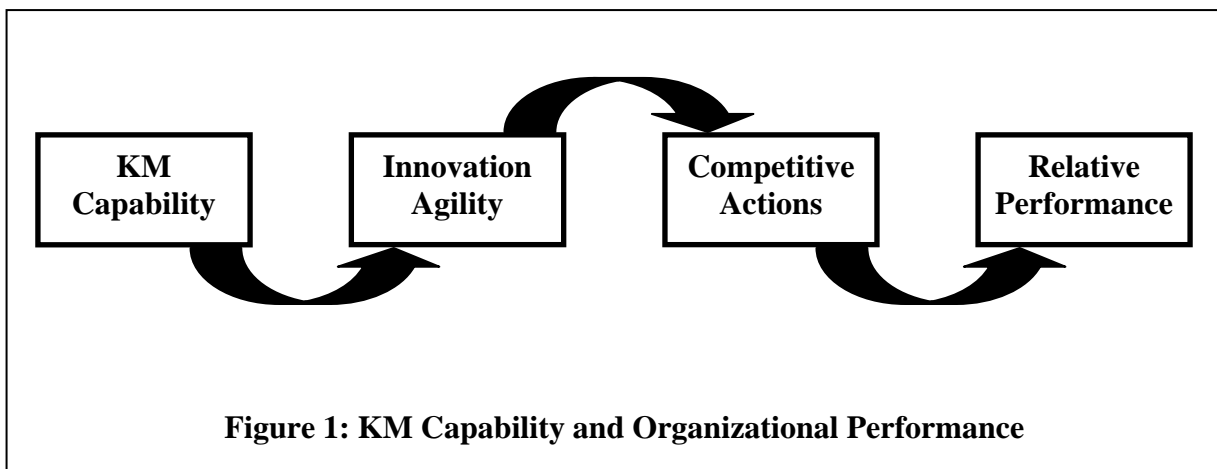 KM
Capability
Innovation
Agility
Competitive
Actions
Relative
Performance
Figure 1: KM Capability and Organizational Performance